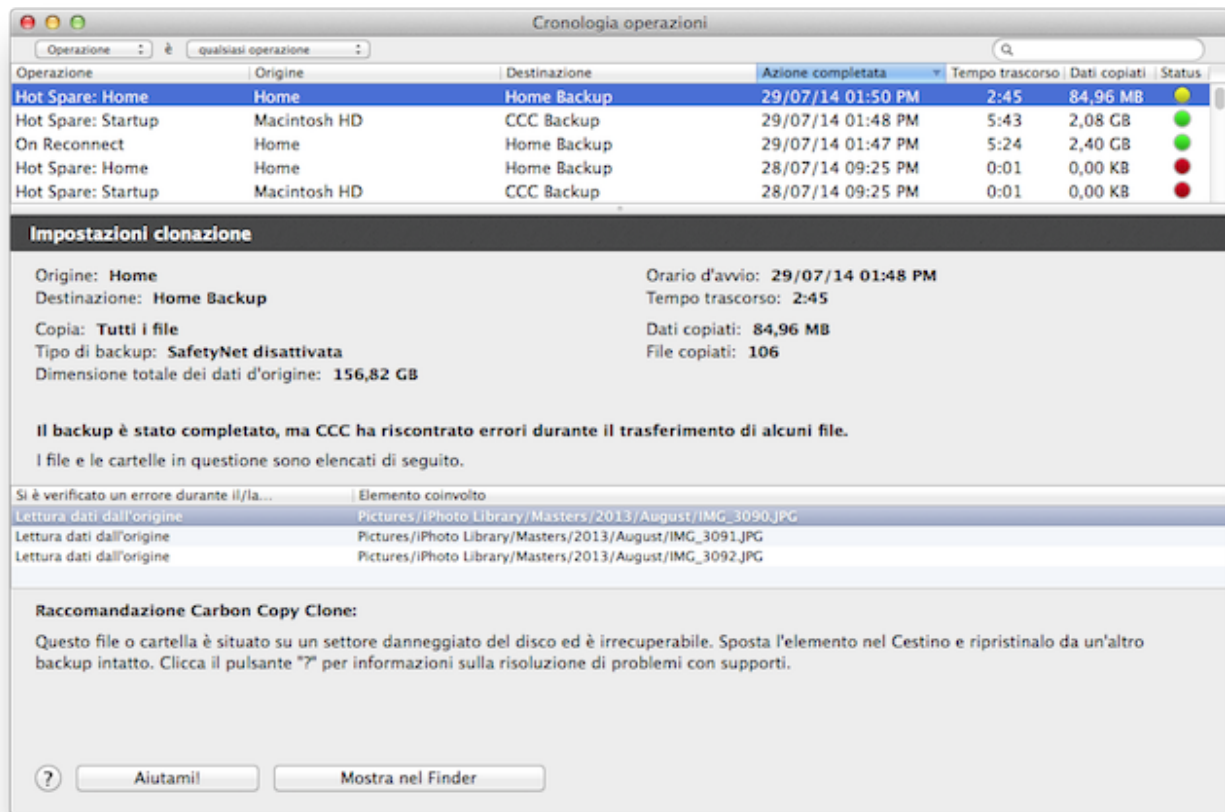 Cronologia operazioni
Operazione è qualsiasi operazione
Operazione Origine Destinazione Azione completata Tempo trascorso Dati copiati Status
Hot Spare: Home Home Home Backup 29/07/14 01:50 PM 2:45 84,96 MB
Hot Spare: Startup Macintosh HD CCC Backup 29/07/14 01:48 PM 5:43 2,08 GB
On Reconnect Home Home Backup 29/07/14 01:47 PM 5:24 2,40 GB
Hot Spare: Home Home Home Backup 28/07/14 09:25 PM 0:01 0,00 KB
Hot Spare: Startup Macintosh HD CCC Backup 28/07/14 09:25 PM 0:01 0,00 KB
Impostazioni clonazione
Origine: Home Orario d'avvio: 29/07/14 01:48 PM
Destinazione: Home Backup Tempo trascorso: 2:45
Copia: Tutti i file Dati copiati: 84,96 MB
Tipo di backup: SafetyNet disattivata File copiati: 106
Dimensione totale dei dati d'origine: 156,82 GB
Il backup è stato completato, ma CCC ha riscontrato errori durante il trasferimento di alcuni file.
I file e le cartelle in questione sono elencati di seguito.
Si è verificato un errore durante il/la... Elemento coinvolto
Lettura dati dall'origine Pictures/iPhoto Library/Masters/2013/August/IMG_3090.JPG
Lettura dati dall'origine Pictures/iPhoto Library/Masters/2013/August/IMG_3091.JPG
Lettura dati dall'origine Pictures/iPhoto Library/Masters/2013/August/IMG_3092.JPG
Raccomandazione Carbon Copy Clone:
Questo file o cartella è situato su un settore danneggiato del disco ed è irrecuperabile. Sposta l'elemento nel Cestino e ripristinalo da un'altro
backup intatto. Clicca il pulsante "?" per informazioni sulla risoluzione di problemi con supporti.
? Aiutami! Mostra nel Finder